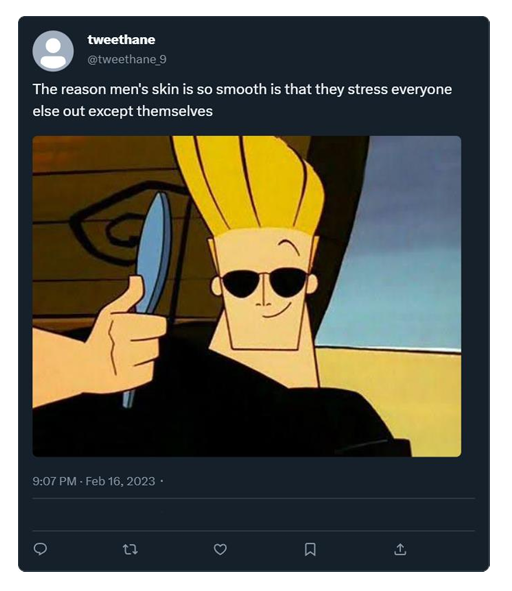 tweethane
@tweethane_9
The reason men's skin is so smooth is that they stress everyone
else out except themselves
9:07 PM · Feb 16, 2023 ·